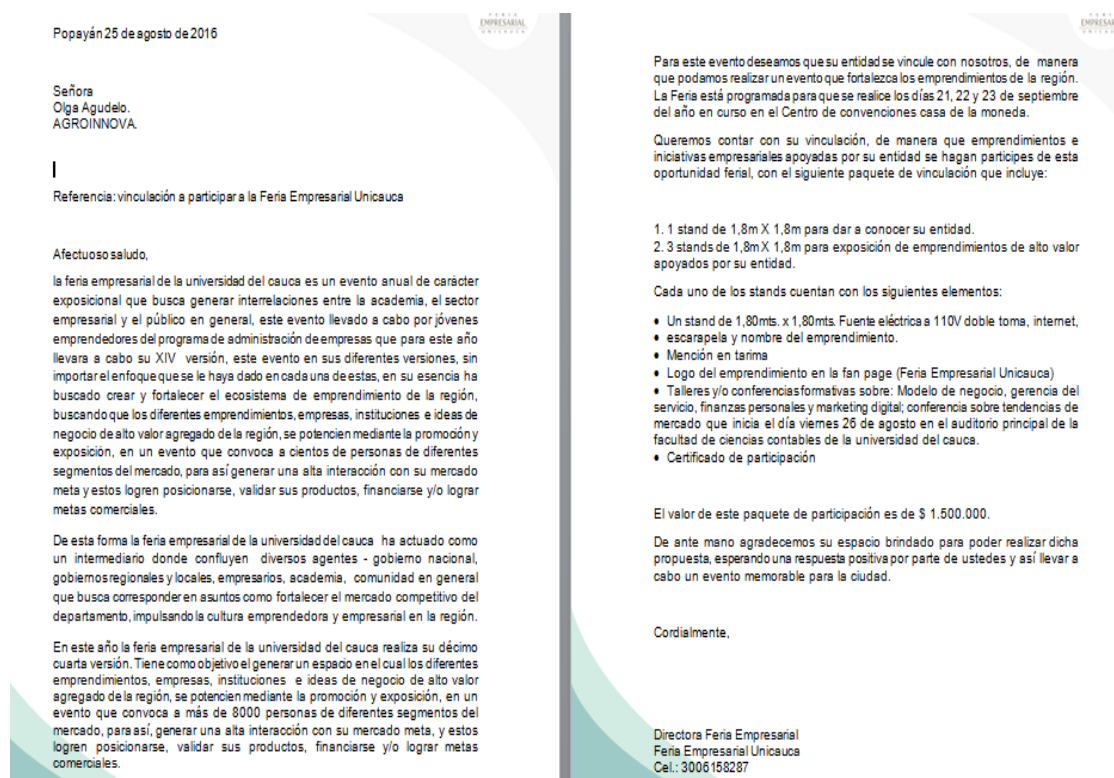 FERIA
EMPRESARIAL
UNICAUCA
Popayán 25 de agosto de 2016
Señora
Olga Agudelo.
AGROINNOVA.
Referencia: vinculación a participar a la Feria Empresarial Unicauca
Afectuoso saludo,
la feria empresarial de la universidad del cauca es un evento anual de carácter
exposicional que busca generar interrelaciones entre la academia, el sector
empresarial y el público en general, este evento llevado a cabo por jóvenes
emprendedores del programa de administración de empresas que para este año
llevara a cabo su XIV versión, este evento en sus diferentes versiones, sin
importar el enfoque que se le haya dado en cada una de estas, en su esencia ha
buscado crear y fortalecer el ecosistema de emprendimiento de la región,
buscando que los diferentes emprendimientos, empresas, instituciones e ideas de
negocio de alto valor agregado de la región, se potencien mediante la promoción y
exposición, en un evento que convoca a cientos de personas de diferentes
segmentos del mercado, para así generar una alta interacción con su mercado
meta y estos logren posicionarse, validar sus productos, financiarse y/o lograr
metas comerciales.
De esta forma la feria empresarial de la universidad del cauca ha actuado como
un intermediario donde confluyen diversos agentes - gobierno nacional,
gobiernos regionales y locales, empresarios, academia, comunidad en general
que busca corresponder en asuntos como fortalecer el mercado competitivo del
departamento, impulsando la cultura emprendedora y empresarial en la región.
En este año la feria empresarial de la universidad del cauca realiza su décimo
cuarta versión. Tiene como objetivo el generar un espacio en el cual los diferentes
emprendimientos, empresas, instituciones e ideas de negocio de alto valor
agregado de la región, se potencien mediante la promoción y exposición, en un
evento que convoca a más de 8000 personas de diferentes segmentos del
mercado, para así, generar una alta interacción con su mercado meta, y estos
logren posicionarse, validar sus productos, financiarse y/o lograr metas
comerciales.
EMPRESAR
Para este evento deseamos que su entidad se vincule con nosotros, de manera
que podamos realizar un evento que fortalezca los emprendimientos de la región.
La Feria está programada para que se realice los días 21, 22 y 23 de septiembre
del año en curso en el Centro de convenciones casa de la moneda.
Queremos contar con su vinculación, de manera que emprendimientos e
iniciativas empresariales apoyadas por su entidad se hagan participes de esta
oportunidad ferial, con el siguiente paquete de vinculación que incluye:
1. 1 stand de 1,8m X 1,8m para dar a conocer su entidad.
2. 3 stands de 1,8m X 1,8m para exposición de emprendimientos de alto valor
apoyados por su entidad.
Cada uno de los stands cuentan con los siguientes elementos:
• Un stand de 1,80mts. x 1,80mts. Fuente eléctrica a 110V doble toma, internet,
• escarapela y nombre del emprendimiento.
• Mención en tarima
• Logo del emprendimiento en la fan page (Feria Empresarial Unicauca)
• Talleres y/o conferencias formativas sobre: Modelo de negocio, gerencia del
servicio, finanzas personales y marketing digital; conferencia sobre tendencias de
mercado que inicia el día viernes 26 de agosto en el auditorio principal de la
facultad de ciencias contables de la universidad del cauca.
• Certificado de participación
El valor de este paquete de participación es de $ 1.500.000.
De ante mano agradecemos su espacio brindado para poder realizar dicha
propuesta, esperando una respuesta positiva por parte de ustedes y así llevar a
cabo un evento memorable para la ciudad.
Cordialmente,
Directora Feria Empresarial
Feria Empresarial Unicauca
Cel.: 3006158287